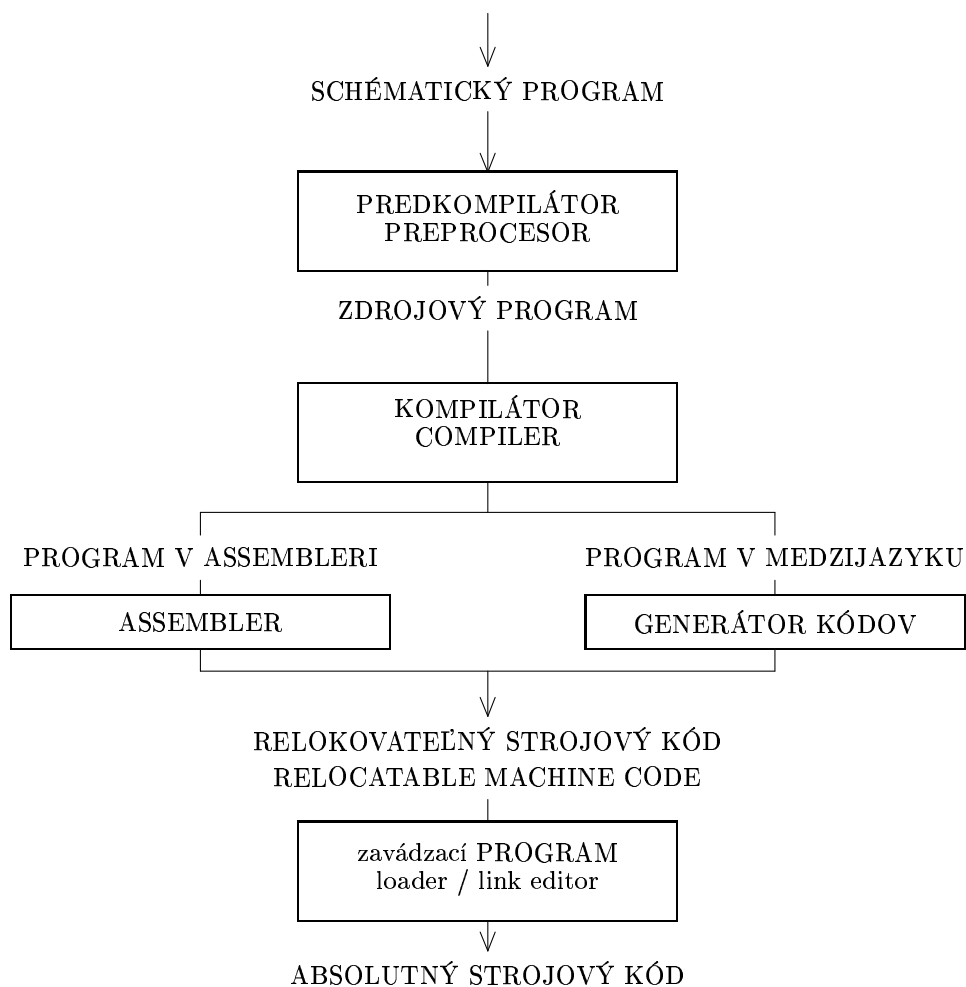 SCHÉMATICKÝ PROGRAM
PREDKOMPILÁTOR
PREPROCESOR
ZDROJOVÝ PROGRAM
KOMPILÁTOR
COMPILER
PROGRAM V ASSEMBLERI
PROGRAM V MEDZIJAZYKU
ASSEMBLER
GENERÁTOR KÓDOV
RELOKOVATEĽNÝ STROJOVÝ KÓD
RELOCATABLE MACHINE CODE
zavádzací PROGRAM
loader / link editor
ABSOLUTNÝ STROJOVÝ KÓD